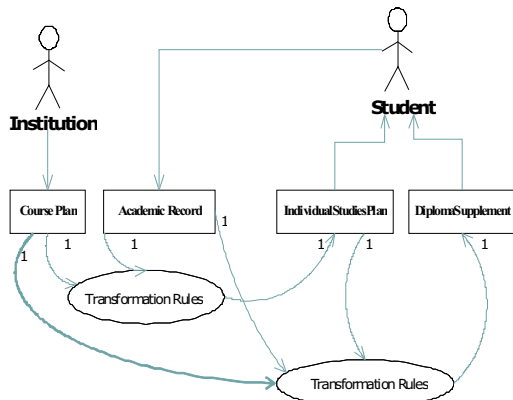 Institution
Student
Course Plan
Academic Record
IndividualStudiesPlan
DiplomaSupplement
1
1
1
1
1
1
1
Transformation Rules
Transformation Rules